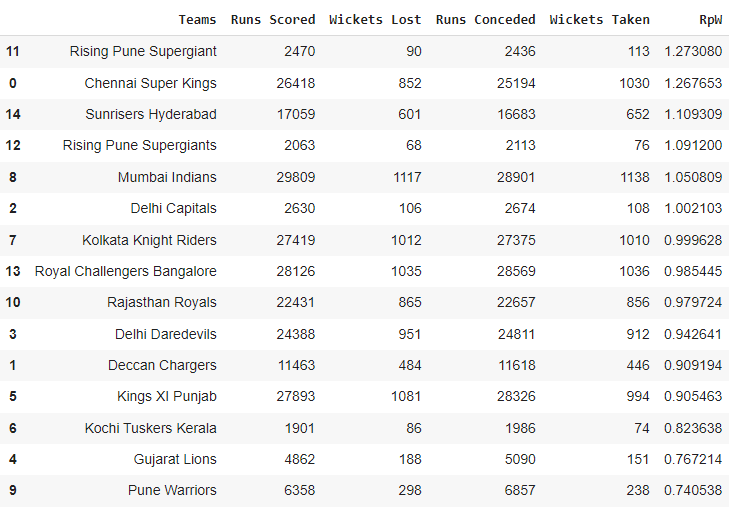 Teams Runs Scored Wickets Lost Runs Conceded Wickets Taken RpW
11 Rising Pune Supergiant 2470 90 2436 113 1.273080
0 Chennai Super Kings 26418 852 25194 1030 1.267653
14 Sunrisers Hyderabad 17059 601 16683 652 1.109309
12 Rising Pune Supergiants 2063 68 2113 76 1.091200
8 Mumbai Indians 29809 1117 28901 1138 1.050809
2 Delhi Capitals 2630 106 2674 108 1.002103
7 Kolkata Knight Riders 27419 1012 27375 1010 0.999628
13 Royal Challengers Bangalore 28126 1035 28569 1036 0.985445
10 Rajasthan Royals 22431 865 22657 856 0.979724
3 Delhi Daredevils 24388 951 24811 912 0.942641
1 Deccan Chargers 11463 484 11618 446 0.909194
5 Kings XI Punjab 27893 1081 28326 994 0.905463
6 Kochi Tuskers Kerala 1901 86 1986 74 0.823638
4 Gujarat Lions 4862 188 5090 151 0.767214
9 Pune Warriors 6358 298 6857 238 0.740538